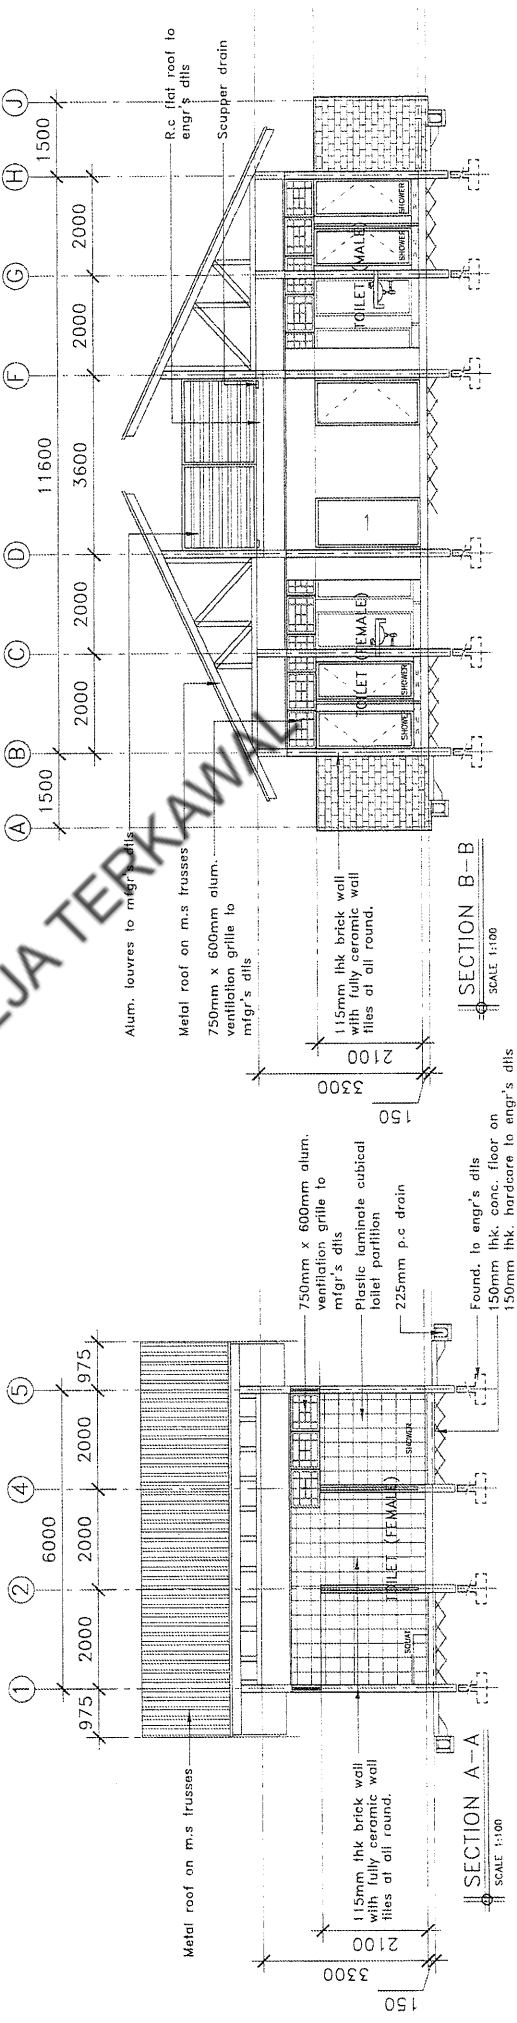 1
2
4
5
6000
975
2000
2000
2000
975
Metal roof on m.s trusses
115mm thk brick wall
with fully ceramic wall
tiles at all round.
3300
2100
150
750mm x 600mm alum.
ventilation grille to
mfgr's dtls
Plastic laminate cubical
toilet partition
225mm p.c drain
Found. to engr's dtls
150mm thk. conc. floor on
150mm thk. hardcore to engr's dtls
TOILET (FEMALE)
SQUAT
SHOWER
SECTION A-A
SCALE 1:100
A
B
C
D
F
G
H
J
1500
11600
1500
2000
2000
3600
2000
2000
Alum. louvres to mfgr's dtls
Metal roof on m.s trusses
750mm x 600mm alum.
ventilation grille to
mfgr's dtls
115mm thk brick wall
with fully ceramic wall
tiles at all round.
3300
2100
150
R.c flat roof to
engr's dtls
Scupper drain
SHOWER
SHOWER
TOILET (FEMALE)
1
TOILET (MALE)
SHOWER
SHOWER
SECTION B-B
SCALE 1:100
JA TERKAWAL